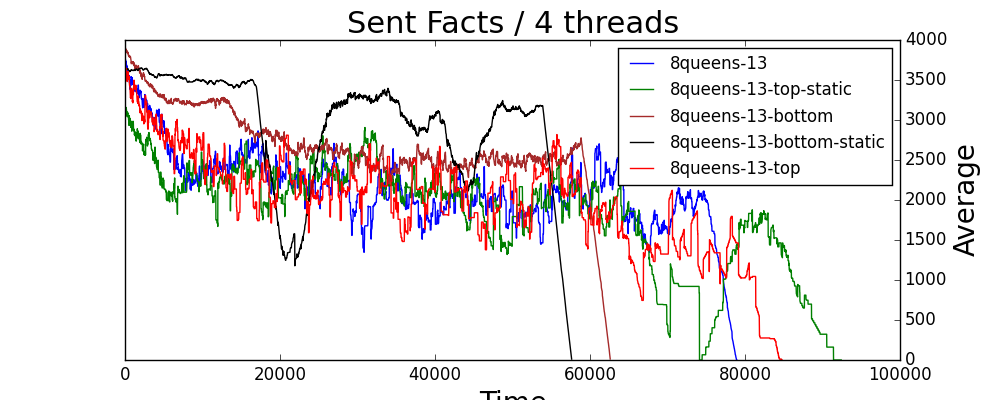 Sent Facts / 4 threads
8queens-13
8queens-13-top-static
8queens-13-bottom
8queens-13-bottom-static
8queens-13-top
4000
3500
3000
2500
2000
1500
1000
500
0
Average
0 20000 40000 60000 80000 100000
Time